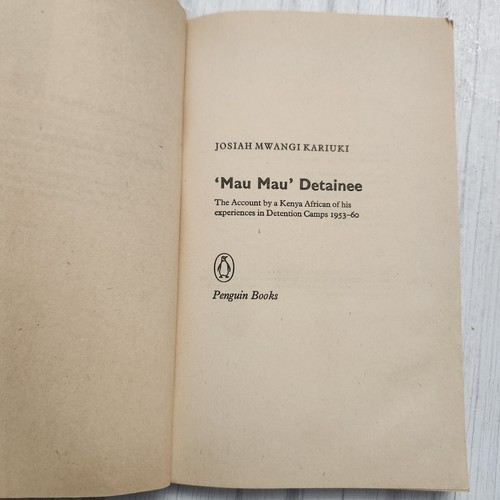 JOSIAH MWANGI KARIUKI
‘Mau Mau’ Detainee
The Account by a Kenya African of his
experiences in Detention Camps 1953–60
Penguin Books